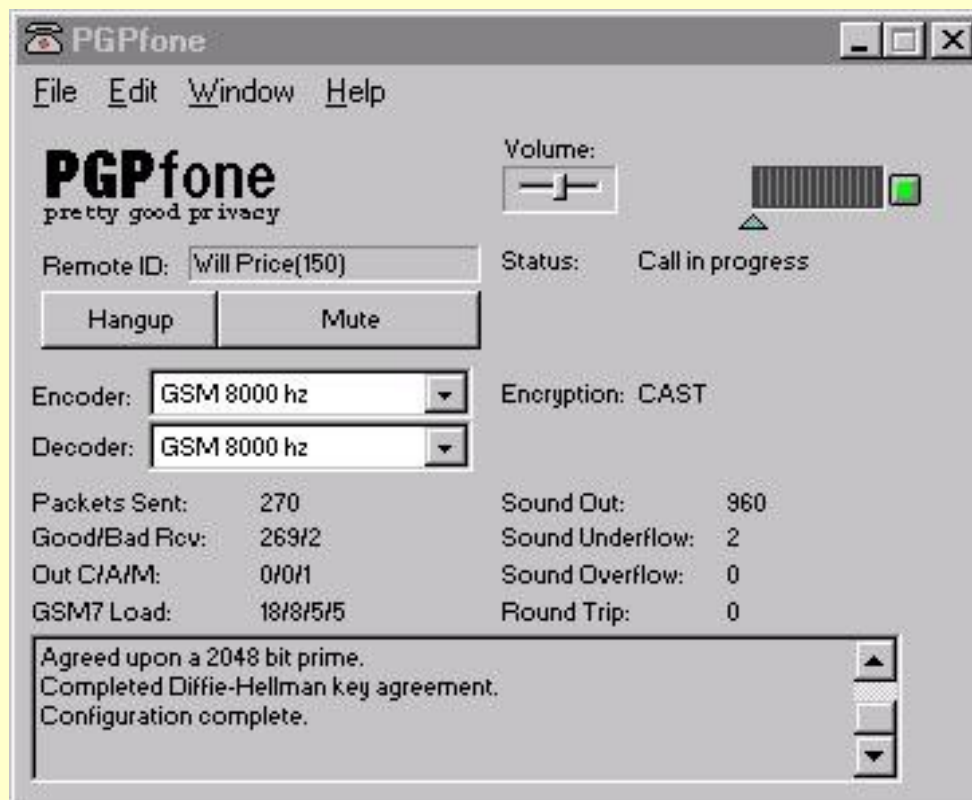 PGPfone
File Edit Window Help
PGPfone
pretty good privacy
Volume:
Remote ID: Will Price(150)
Status: Call in progress
Hangup Mute
Encoder: GSM 8000 hz
Encryption: CAST
Decoder: GSM 8000 hz
Packets Sent: 270
Sound Out: 960
Good/Bad Rcv: 269/2
Sound Underflow: 2
Out C/A/M: 0/0/1
Sound Overflow: 0
GSM7 Load: 18/8/5/5
Round Trip: 0
Agreed upon a 2048 bit prime.
Completed Diffie-Hellman key agreement.
Configuration complete.